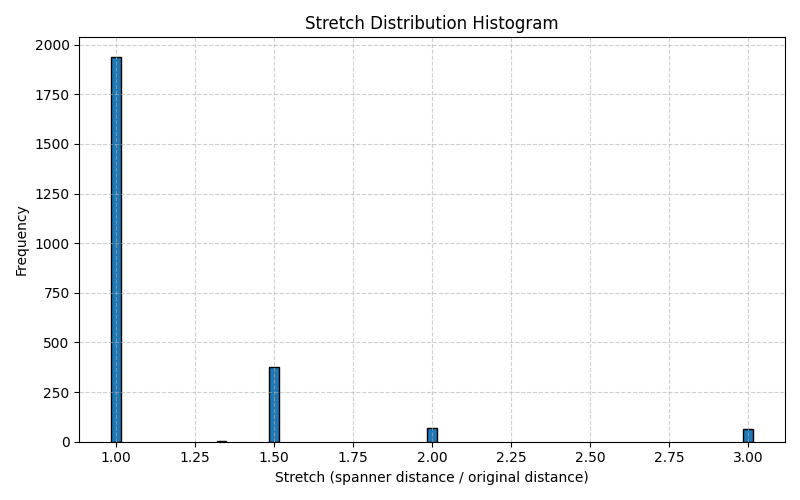 Stretch Distribution Histogram
2000
1750
1500
1250
1000
750
500
250
0
Frequency
1.00 1.25 1.50 1.75 2.00 2.25 2.50 2.75 3.00
Stretch (spanner distance / original distance)